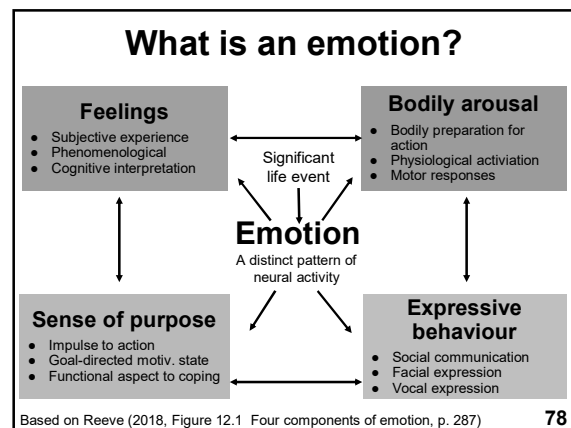 What is an emotion?
Feelings
● Subjective experience
● Phenomenological
● Cognitive interpretation
Bodily arousal
● Bodily preparation for
action
● Physiological activiation
● Motor responses
Significant
life event
Emotion
A distinct pattern of
neural activity
Sense of purpose
● Impulse to action
● Goal-directed motiv. state
● Functional aspect to coping
Expressive
behaviour
● Social communication
● Facial expression
● Vocal expression
Based on Reeve (2018, Figure 12.1 Four components of emotion, p. 287)
78